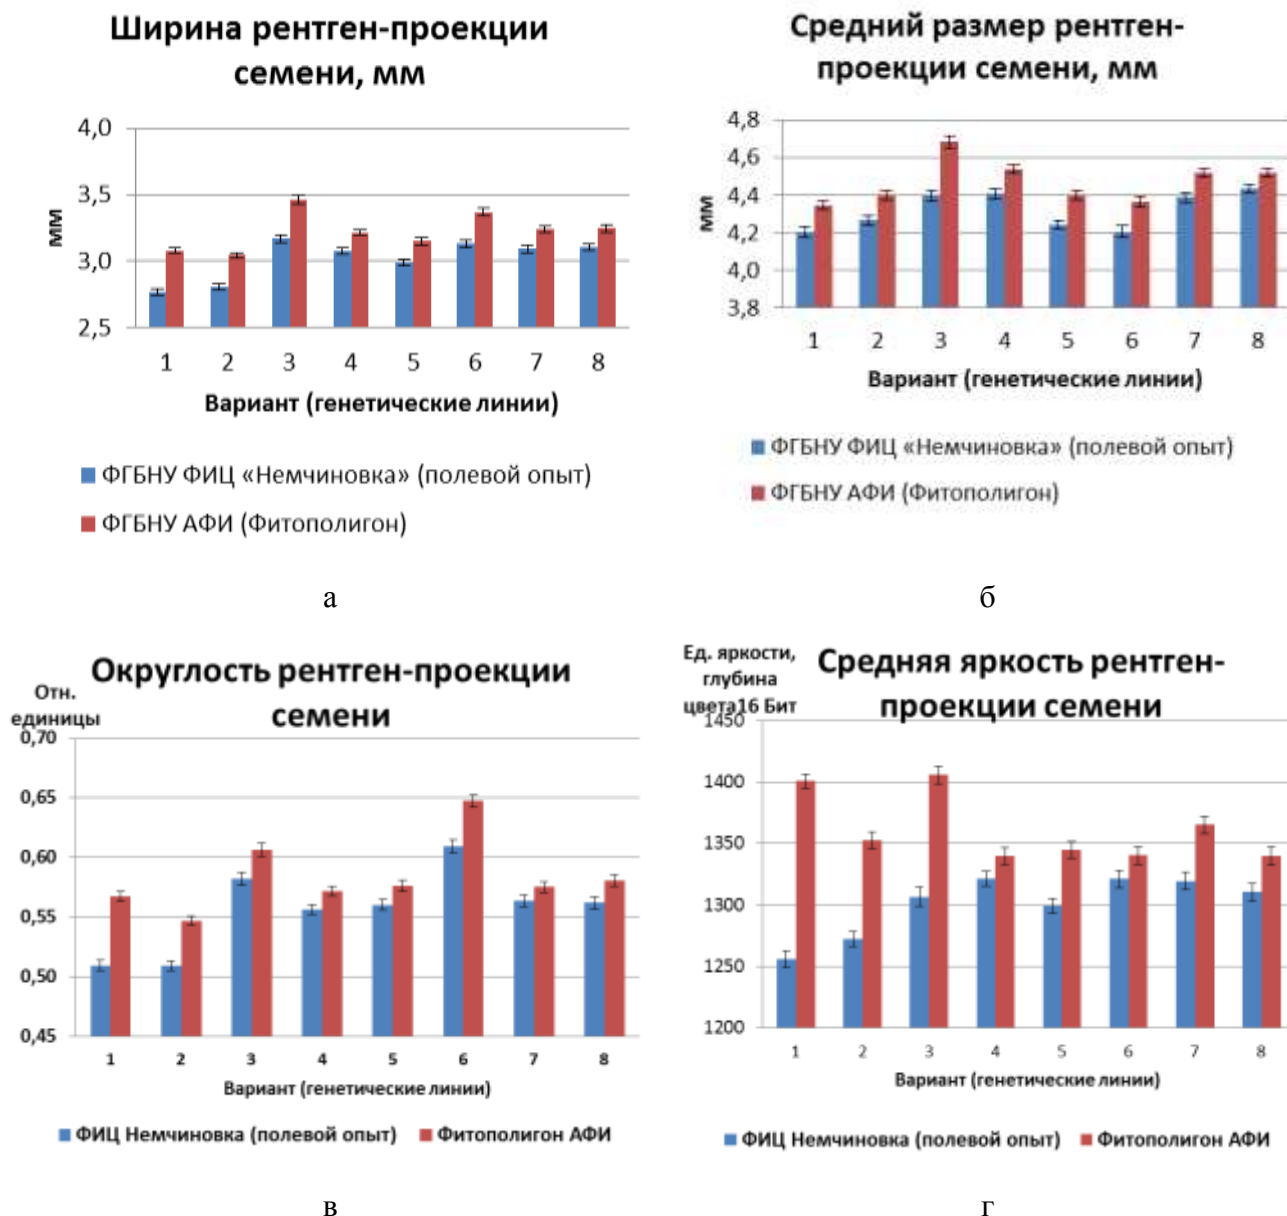 Ширина рентген-проекции
семени, мм
4,0
3,5
3,0
2,5
мм
1 2 3 4 5 6 7 8
Вариант (генетические линии)
ФГБНУ ФИЦ «Немчиновка» (полевой опыт)
ФГБНУ АФИ (Фитополигон)
а
Средний размер рентген-
проекции семени, мм
4,8
4,6
4,4
4,2
4,0
3,8
мм
1 2 3 4 5 6 7 8
Вариант (генетические линии)
ФГБНУ ФИЦ «Немчиновка» (полевой опыт)
ФГБНУ АФИ (Фитополигон)
б
Округлость рентген-проекции
семени
Отн.
единицы
0,70
0,65
0,60
0,55
0,50
0,45
1 2 3 4 5 6 7 8
Вариант (генетические линии)
ФИЦ Немчиновка (полевой опыт) Фитополигон АФИ
в
Ед. яркости,
глубина
цвета16 Бит
Средняя яркость рентген-
проекции семени
1450
1400
1350
1300
1250
1200
1 2 3 4 5 6 7 8
Вариант (генетические линии)
ФИЦ Немчиновка (полевой опыт) Фитополигон АФИ
г